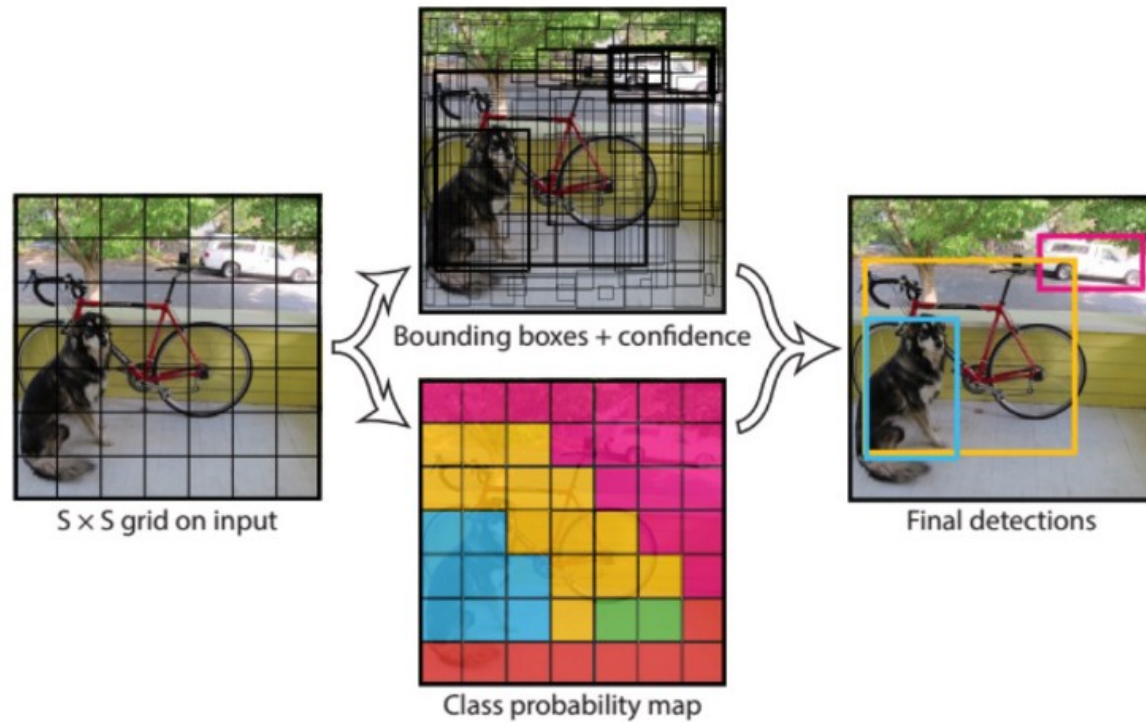 S × S grid on input
Bounding boxes + confidence
Class probability map
Final detections